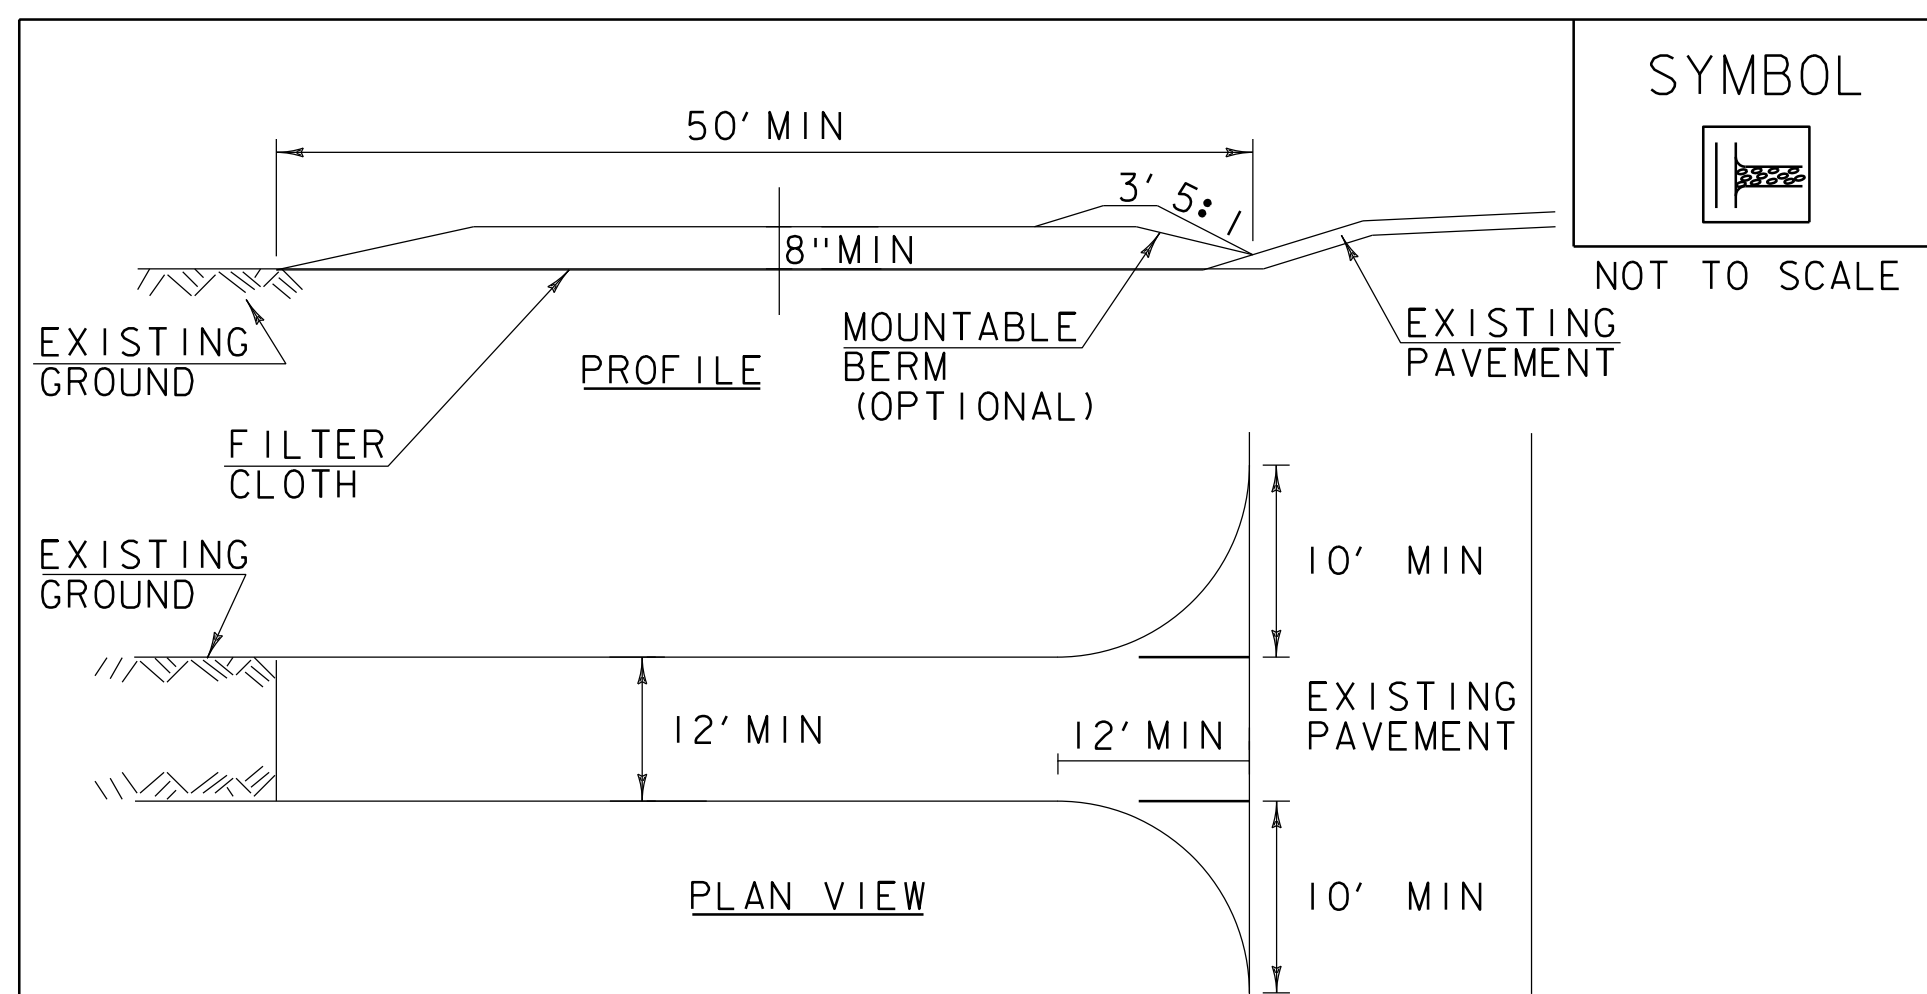 SYMBOL
NOT TO SCALE
50' MIN
3' 5:1
8" MIN
EXISTING
GROUND
PROFILE
MOUNTABLE
BERM
(OPTIONAL)
EXISTING
PAVEMENT
FILTER
CLOTH
EXISTING
GROUND
10' MIN
12' MIN
12' MIN
EXISTING
PAVEMENT
PLAN VIEW
10' MIN